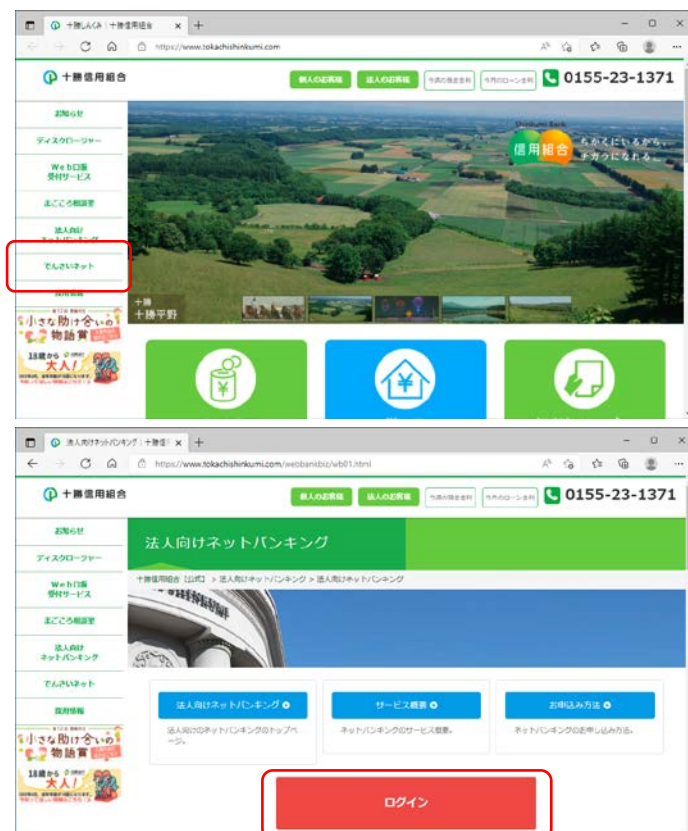 十勝しんくみ｜十勝信用組合
https://www.tokachishinkumi.com
十勝信用組合
個人のお客様
法人のお客様
今週の預金金利
今月のローン金利
0155-23-1371
お知らせ
ディスクロージャー
Web口振
受付サービス
まごころ相談室
法人向け
ネットバンキング
でんさいネット
採用情報
小さな助け合いの
物語賞
18歳から
大人!
Shinkumi Bank
信用組合
ちかくにいるから、
チカラになれる。
十勝
十勝平野
法人向けネットバンキング｜十勝信
https://www.tokachishinkumi.com/webbankbiz/wb01.html
十勝信用組合
個人のお客様
法人のお客様
今週の預金金利
今月のローン金利
0155-23-1371
お知らせ
ディスクロージャー
Web口振
受付サービス
まごころ相談室
法人向け
ネットバンキング
でんさいネット
採用情報
小さな助け合いの
物語賞
18歳から
大人!
法人向けネットバンキング
十勝信用組合【公式】 > 法人向けネットバンキング > 法人向けネットバンキング
法人向けネットバンキング
サービス概要
お申込み方法
法人向けのネットバンキングのトップペ
ージ。
ネットバンキングのサービス概要。
ネットバンキングのお申し込み方法。
ログイン